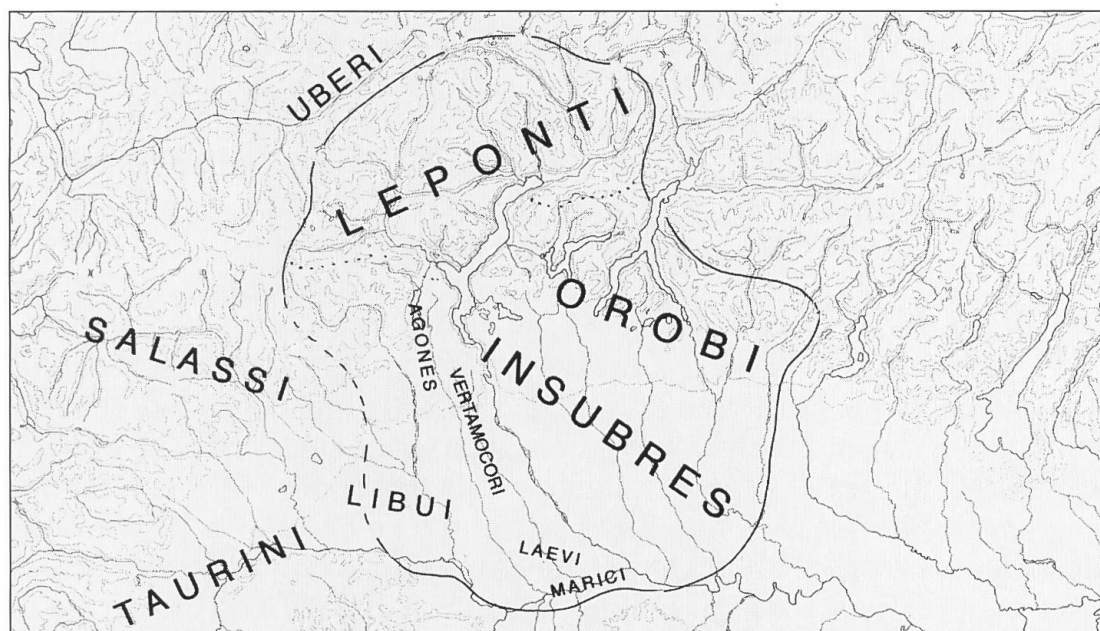 UBERI
LEPONTI
OROBI
AGONES
SALASSI
INSUBRES
VERTAMOCORI
LIBUI
TAURINI
LAEVI
MARICI